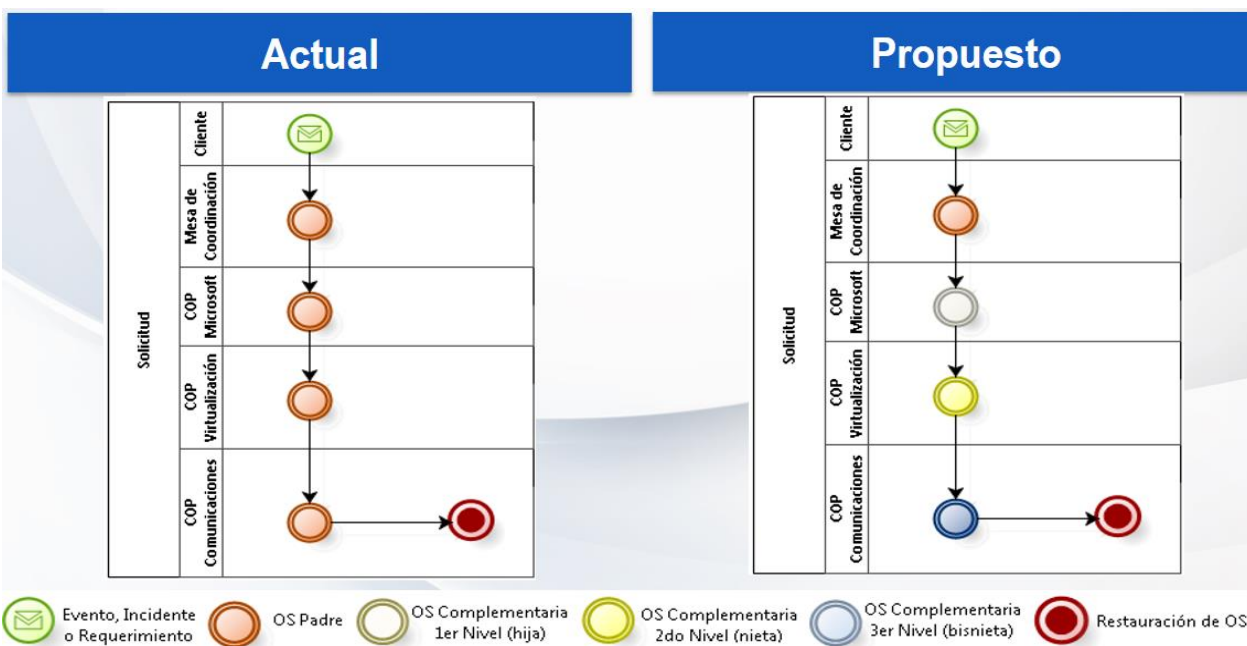 Actual
Propuesto
Solicitud
Cliente
Mesa de
Coordinación
COP
Microsoft
COP
Virtualización
COP
Comunicaciones
Solicitud
Cliente
Mesa de
Coordinación
COP
Microsoft
COP
Virtualización
COP
Comunicaciones
Evento, Incidente
o Requerimiento
OS Padre
OS Complementaria
1er Nivel (hija)
OS Complementaria
2do Nivel (nieta)
OS Complementaria
3er Nivel (bisnieta)
Restauración de OS